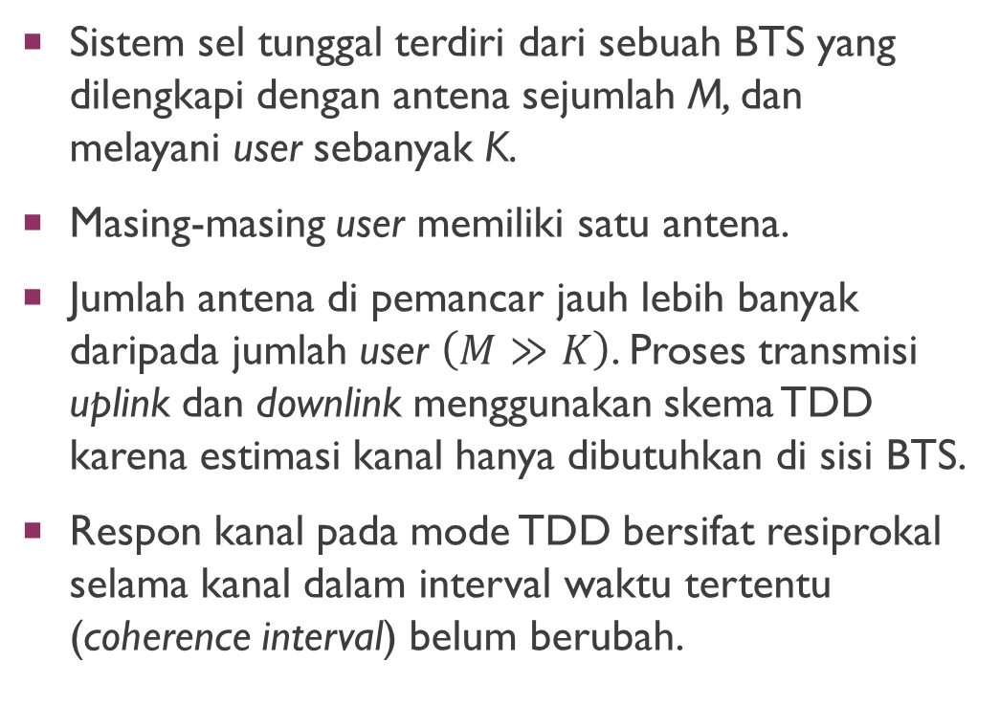 ▪ Sistem sel tunggal terdiri dari sebuah BTS yang
dilengkapi dengan antena sejumlah M, dan
melayani user sebanyak K.
▪ Masing-masing user memiliki satu antena.
▪ Jumlah antena di pemancar jauh lebih banyak
daripada jumlah user (M ≫ K). Proses transmisi
uplink dan downlink menggunakan skema TDD
karena estimasi kanal hanya dibutuhkan di sisi BTS.
▪ Respon kanal pada mode TDD bersifat resiprokal
selama kanal dalam interval waktu tertentu
(coherence interval) belum berubah.